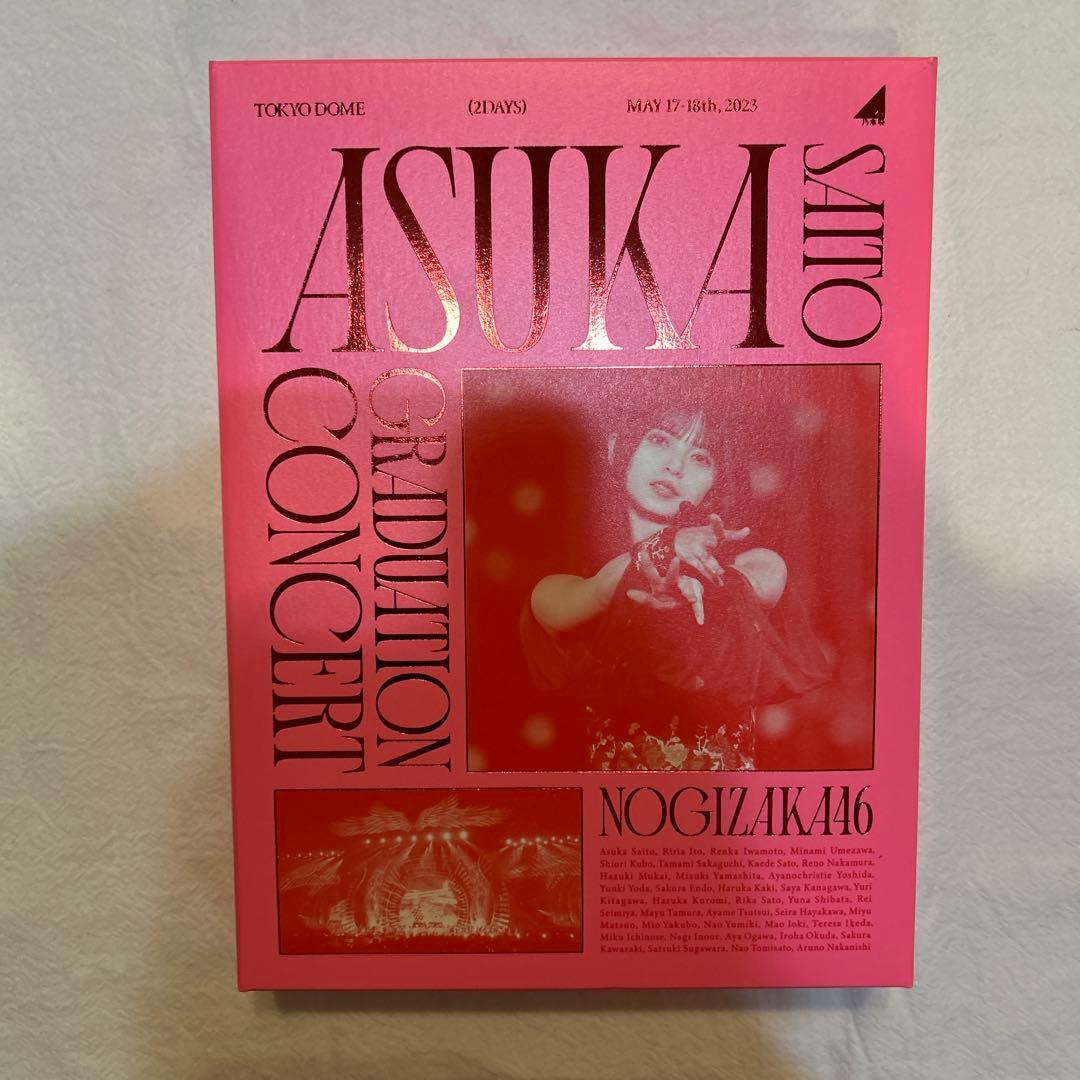 TOKYO DOME
(2DAYS)
MAY 17-18th, 2023
乃木坂
ASUKA
SAITO
GRADUATION
CONCERT
NOGIZAKA46
Asuka Saito, Riria Ito, Renka Iwamoto, Minami Umezawa,
Shiori Kubo, Tamami Sakaguchi, Kaede Sato, Reno Nakamura,
Hazuki Mukai, Mizuki Yamashita, Ayanochristie Yoshida,
Yuuki Yoda, Sakura Endo, Haruka Kaki, Saya Kanagawa, Yuri
Kitagawa, Haruka Kuromi, Rika Sato, Yuna Shibata, Rei
Seimiya, Mayu Tamura, Ayame Tsutsui, Seira Hayakawa, Miyu
Matsuo, Mio Yakubo, Nao Yumiki, Mao Ioki, Teresa Ikeda,
Miku Ichinose, Nagi Inoue, Aya Ogawa, Iroha Okuda, Sakura
Kawasaki, Satsuki Sugawara, Nao Tomisato, Aruno Nakanishi